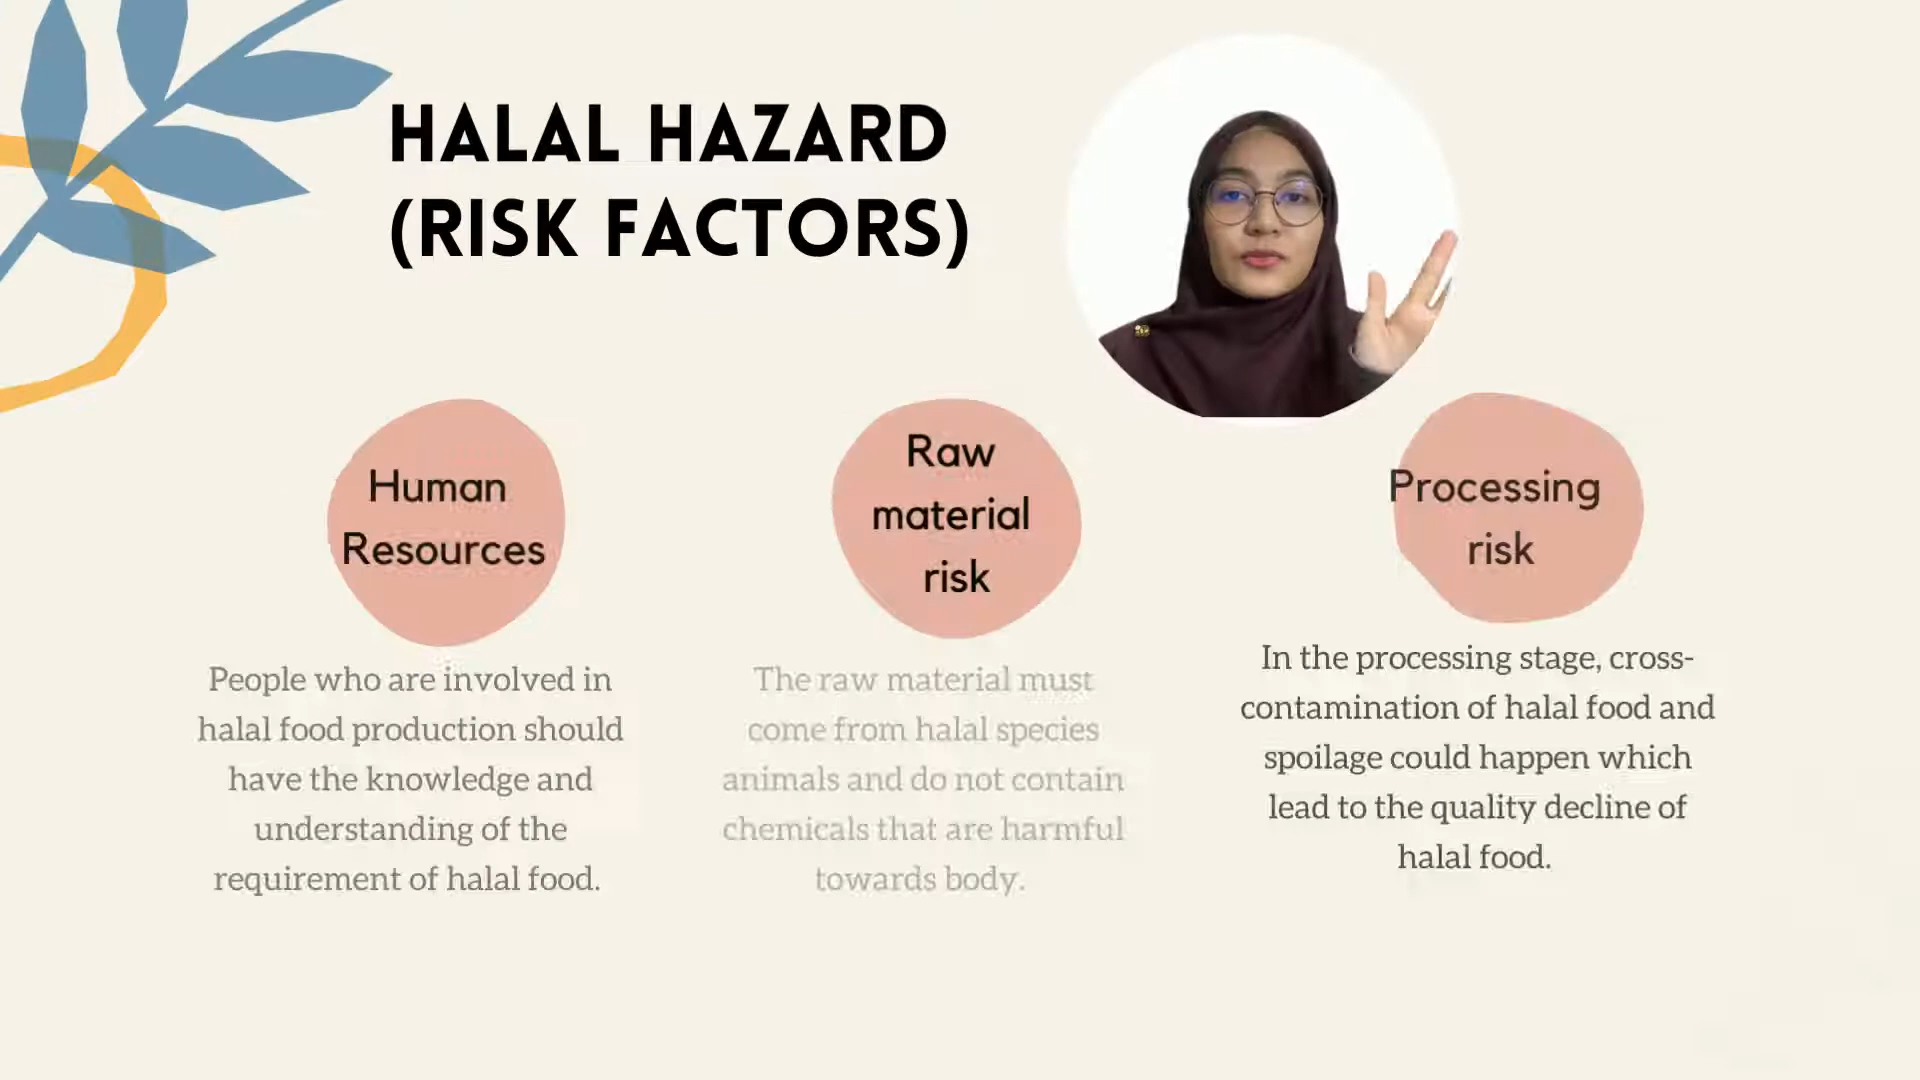 HALAL HAZARD
(RISK FACTORS)
Human
Resources
People who are involved in
halal food production should
have the knowledge and
understanding of the
requirement of halal food.
Raw
material
risk
The raw material must
come from halal species
animals and do not contain
chemicals that are harmful
towards body.
Processing
risk
In the processing stage, cross-
contamination of halal food and
spoilage could happen which
lead to the quality decline of
halal food.